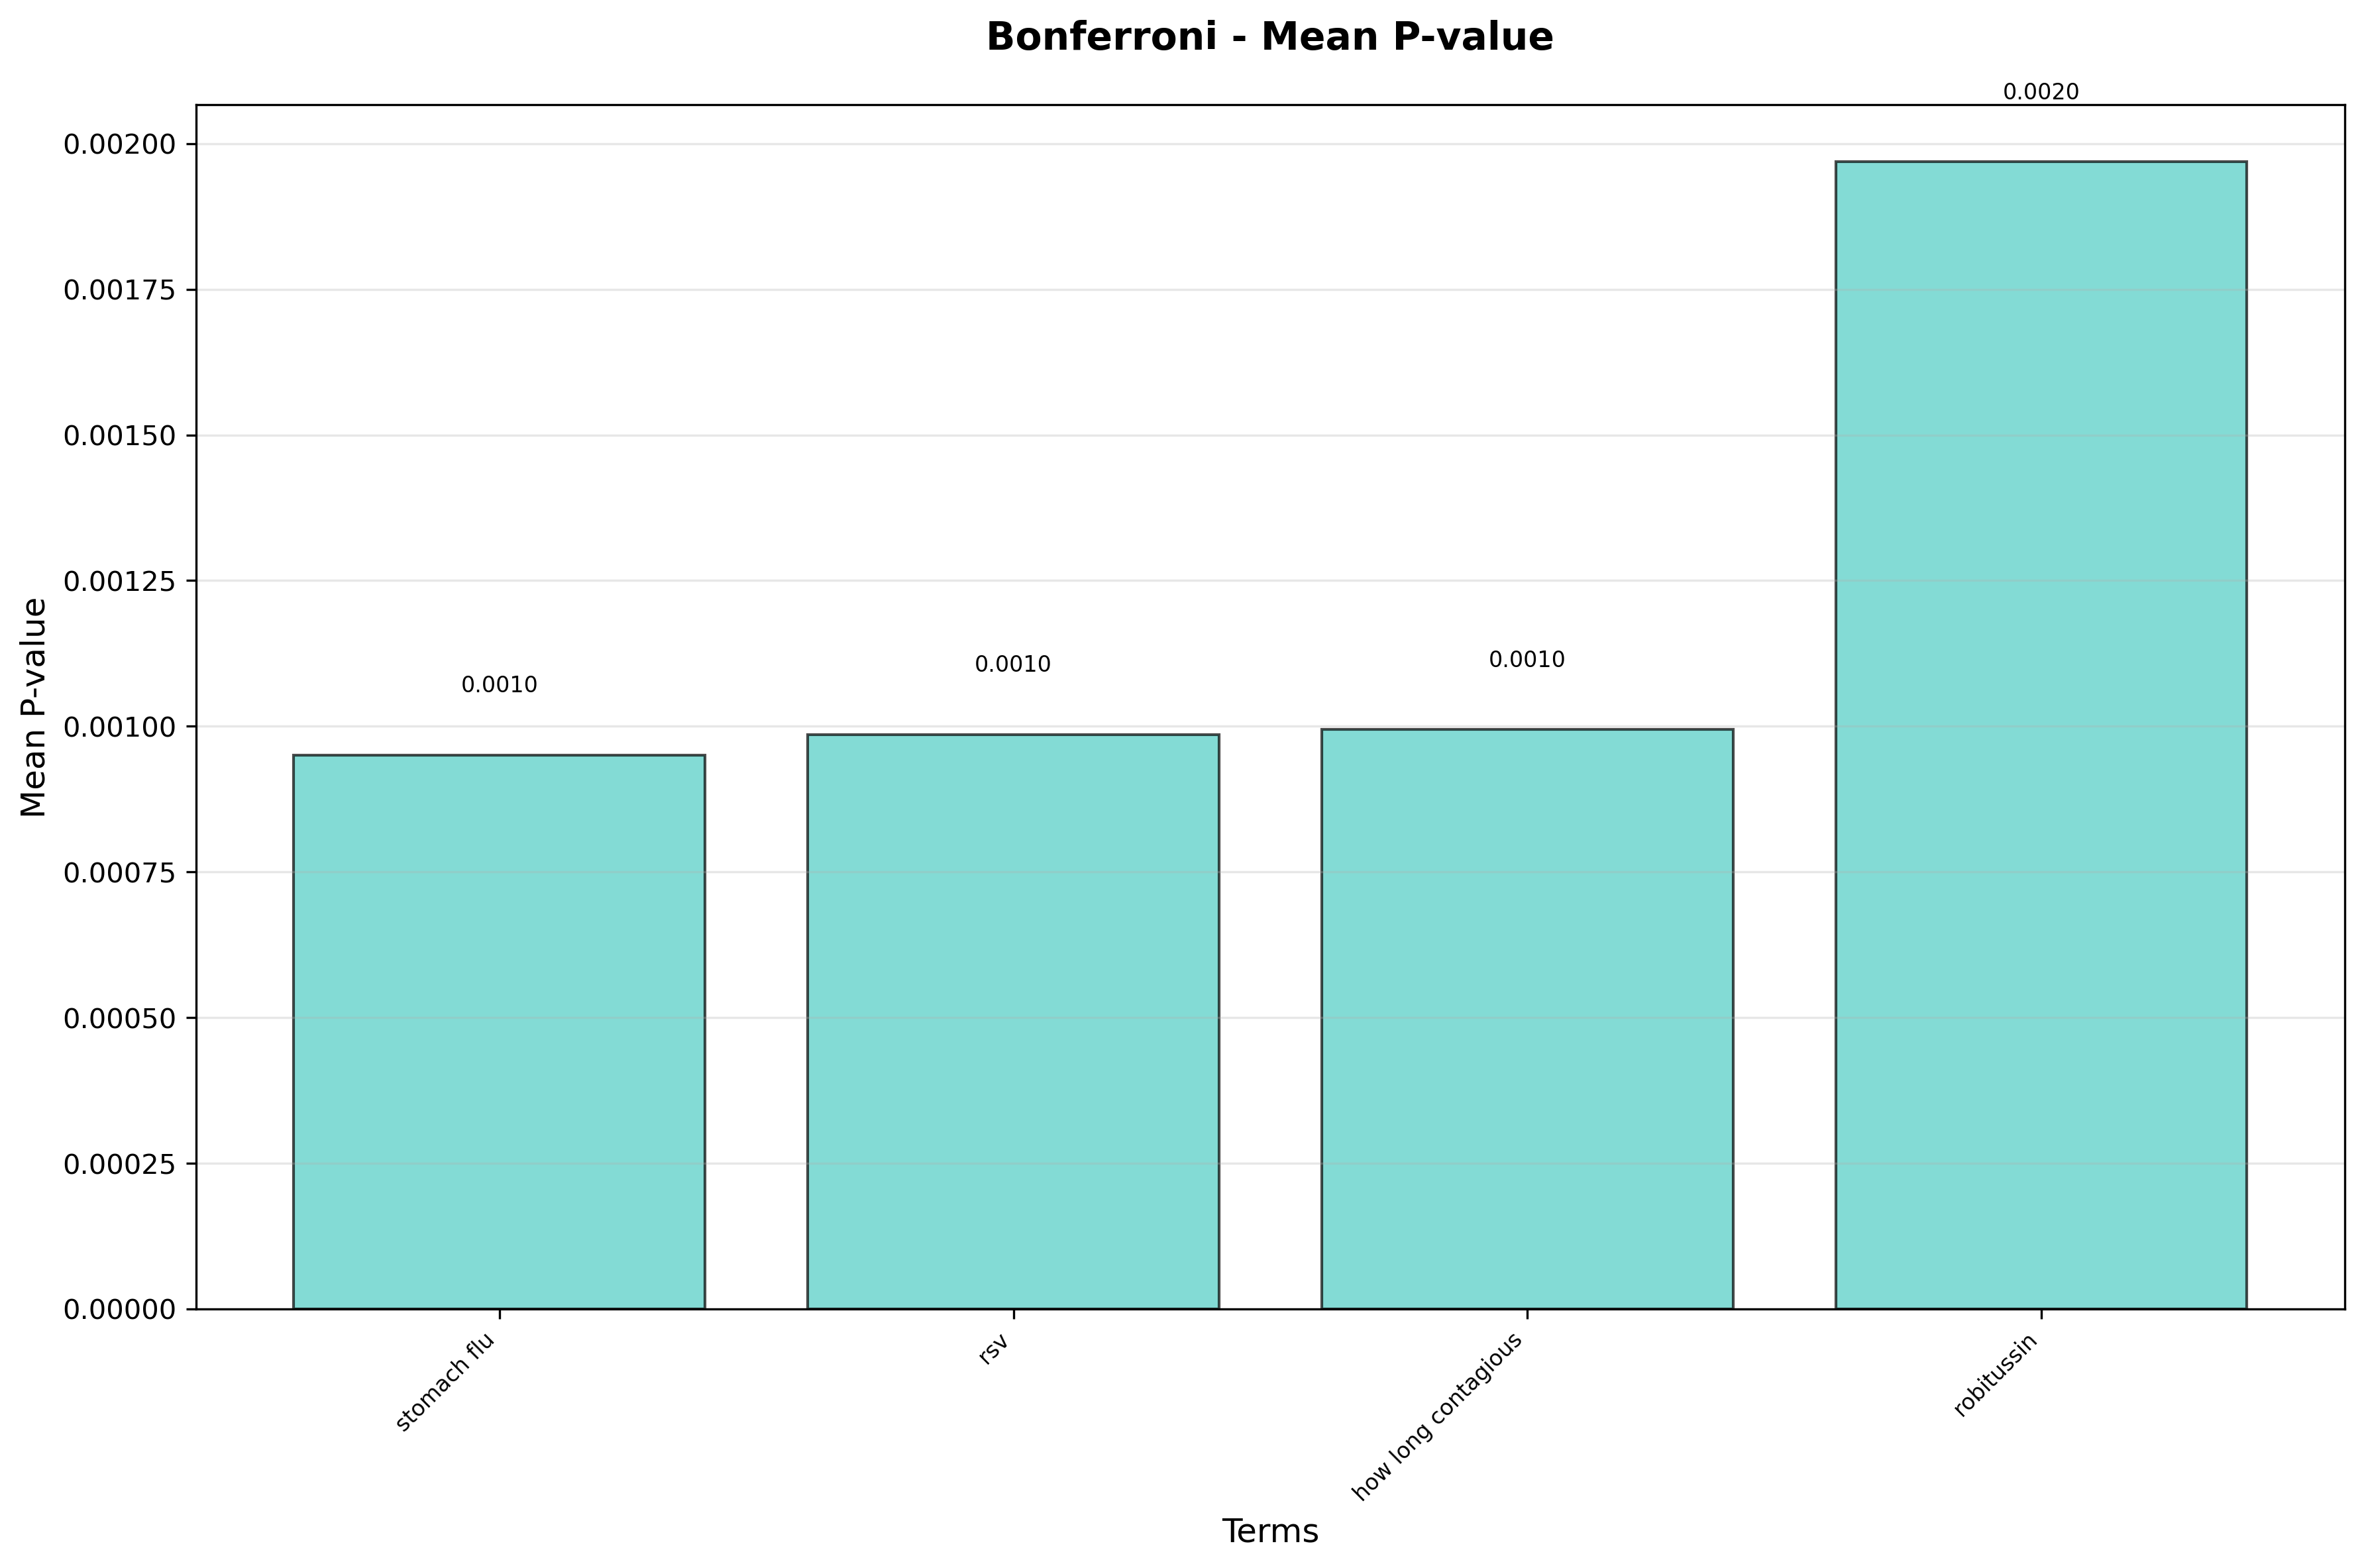 Bonferroni - Mean P-value
0.0020
0.00200
0.00175
0.00150
0.00125
0.0010
0.0010
0.0010
0.00100
0.00075
0.00050
0.00025
0.00000
Mean P-value
stomach flu
rsv
how long contagious
robitussin
Terms